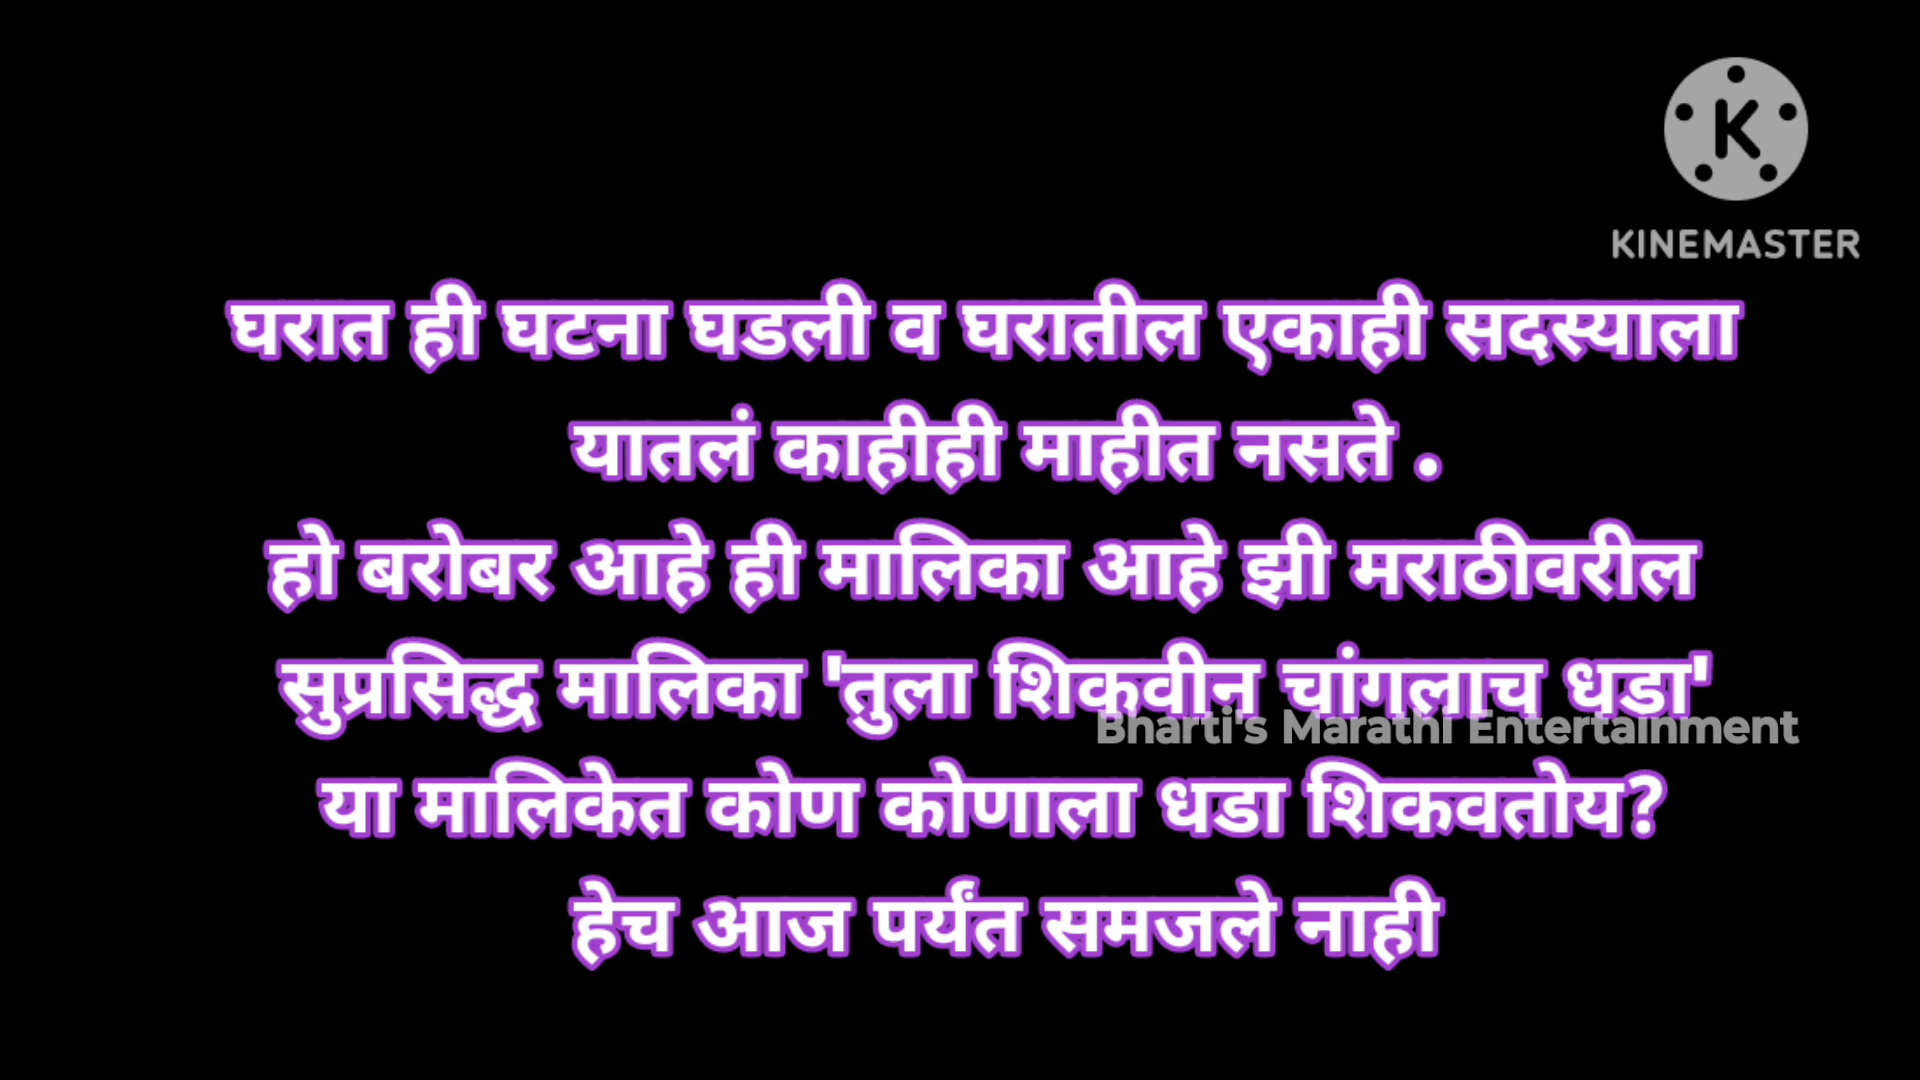 KINEMASTER
घरात ही घटना घडली व घरातील एकाही सदस्याला
यातलं काहीही माहीत नसते .
हो बरोबर आहे ही मालिका आहे झी मराठीवरील
सुप्रसिद्ध मालिका 'तुला शिकवीन चांगलाच धडा'
Bharti's Marathi Entertainment
या मालिकेत कोण कोणाला धडा शिकवतोय?
हेच आज पर्यंत समजले नाही